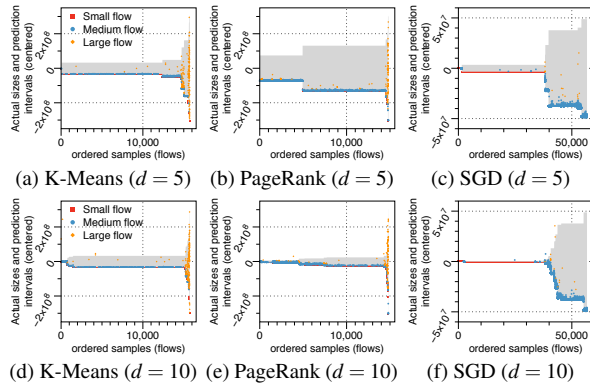 Actual sizes and prediction
intervals (centered)
2×10⁸
0
−2×10⁸
Small flow
Medium flow
Large flow
10,000
ordered samples (flows)
(a) K-Means (d = 5)
Actual sizes and prediction
intervals (centered)
2×10⁸
0
−2×10⁸
10,000
ordered samples (flows)
(b) PageRank (d = 5)
Actual sizes and prediction
intervals (centered)
5×10⁷
0
−5×10⁷
0
20,000
50,000
ordered samples (flows)
(c) SGD (d = 5)
Actual sizes and prediction
intervals (centered)
2×10⁸
0
−2×10⁸
Small flow
Medium flow
Large flow
10,000
ordered samples (flows)
(d) K-Means (d = 10)
Actual sizes and prediction
intervals (centered)
2×10⁸
0
−2×10⁸
10,000
ordered samples (flows)
(e) PageRank (d = 10)
Actual sizes and prediction
intervals (centered)
5×10⁷
0
−5×10⁷
0
20,000
50,000
ordered samples (flows)
(f) SGD (d = 10)